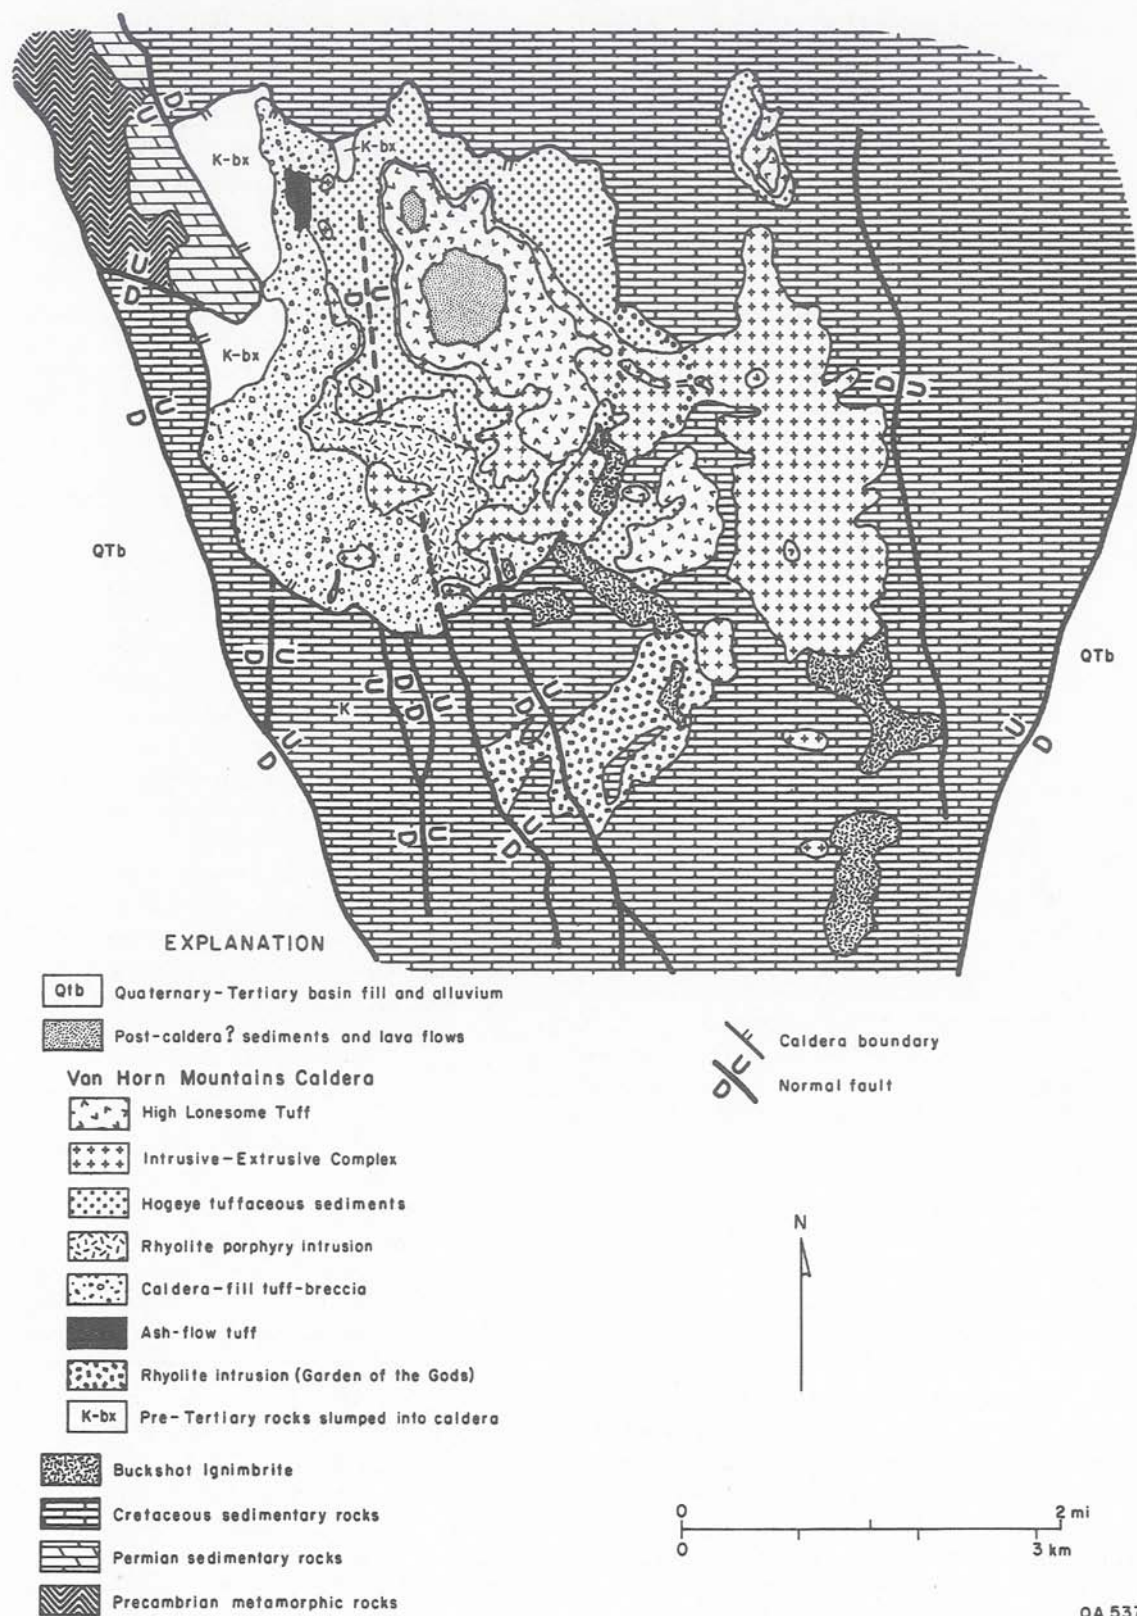 D
U
K-bx
K-bx
U
D
D
U
K-bx
D
U
D
U
QTb
QTb
D
U
U
D
D
U
K
U
D
U
D
U
D
D
U
U
D
EXPLANATION
Qtb Quaternary-Tertiary basin fill and alluvium
Post-caldera? sediments and lava flows
Van Horn Mountains Caldera
High Lonesome Tuff
Intrusive-Extrusive Complex
Hogeye tuffaceous sediments
Rhyolite porphyry intrusion
Caldera-fill tuff-breccia
Ash-flow tuff
Rhyolite intrusion (Garden of the Gods)
K-bx Pre-Tertiary rocks slumped into caldera
Buckshot Ignimbrite
Cretaceous sedimentary rocks
Permian sedimentary rocks
Precambrian metamorphic rocks
Caldera boundary
U
D
Normal fault
N
0 2 mi
0 3 km
QA 537